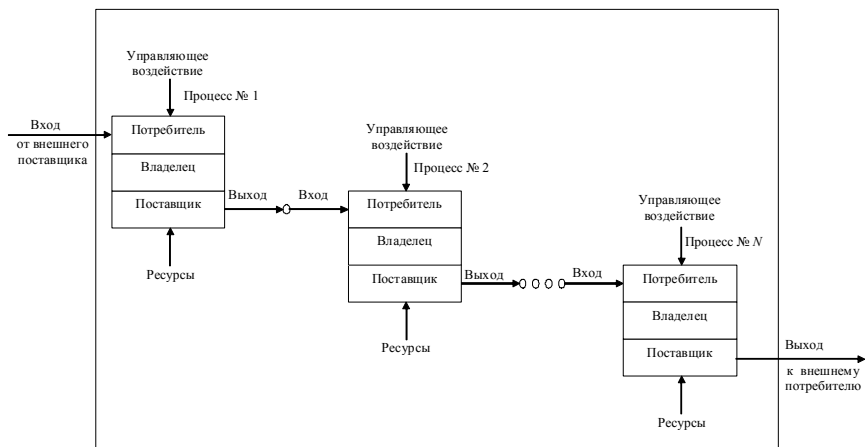 Управляющее
воздействие
Процесс № 1
Вход
от внешнего
поставщика
Потребитель
Владелец
Поставщик
Выход
Вход
Ресурсы
Управляющее
воздействие
Процесс № 2
Потребитель
Владелец
Поставщик
Выход
Вход
Ресурсы
Управляющее
воздействие
Процесс № N
Потребитель
Владелец
Поставщик
Выход
к внешнему
потребителю
Ресурсы